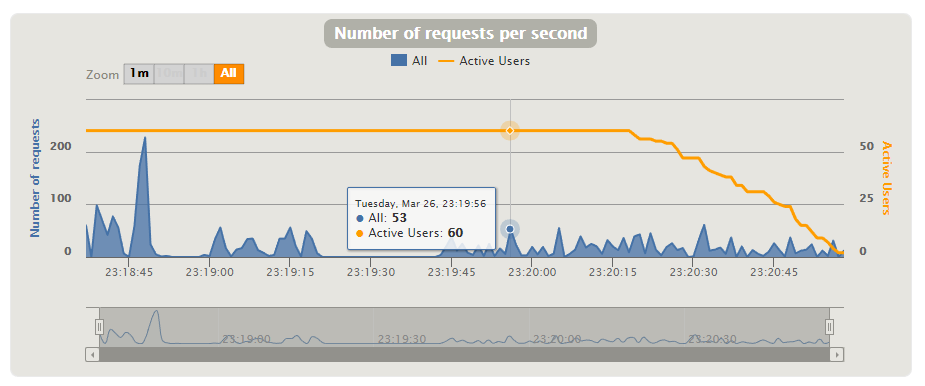 Number of requests per second
All Active Users
Zoom 1m 10m 1h All
Number of requests
200
100
0
Active Users
50
25
0
Tuesday, Mar 26, 23:19:56
All: 53
Active Users: 60
23:18:45 23:19:00 23:19:15 23:19:30 23:19:45 23:20:00 23:20:15 23:20:30 23:20:45
23:19:00 23:19:30 23:20:00 23:20:30